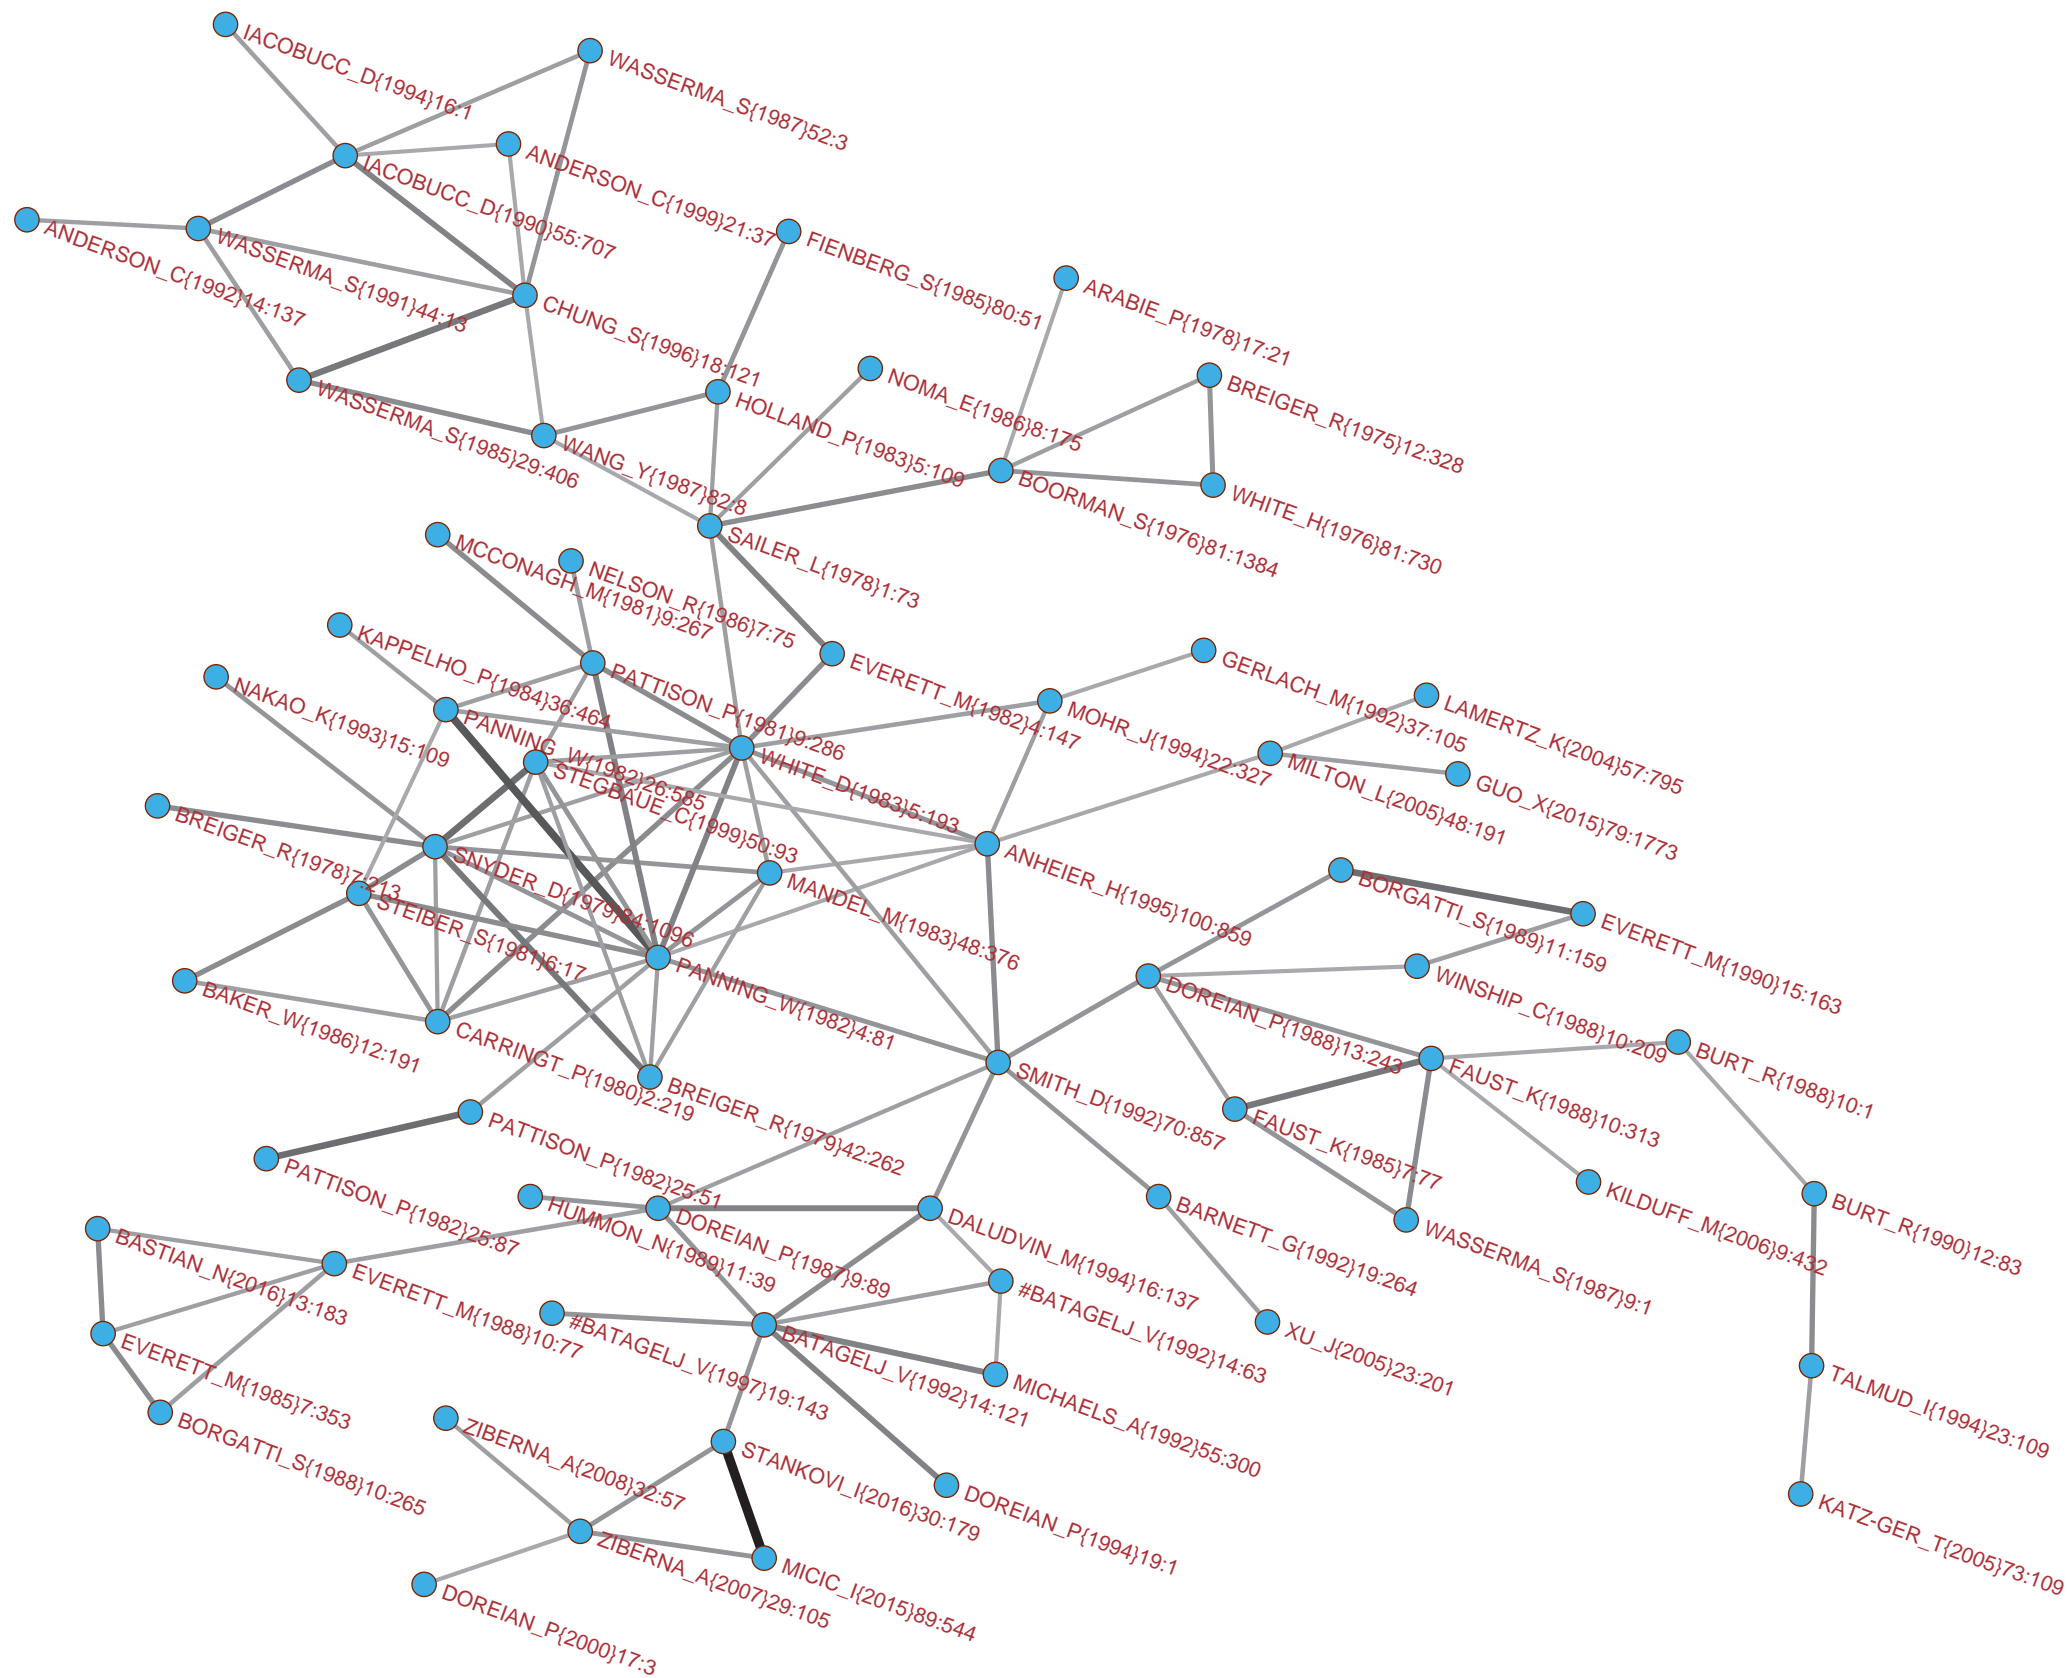 IACOBUCC_D{1994}16:1
WASSERMA_S{1987}52:3
ANDERSON_C{1999}21:37
IACOBUCC_D{1990}55:707
ANDERSON_C{1992}14:137
WASSERMA_S{1991}44:13
FIENBERG_S{1985}80:51
ARABIE_P{1978}17:21
CHUNG_S{1996}18:121
NOMA_E{1986}8:175
BREIGER_R{1975}12:328
WASSERMA_S{1985}29:406
HOLLAND_P{1983}5:109
WANG_Y{1987}82:8
BOORMAN_S{1976}81:1384
WHITE_H{1976}81:730
SAILER_L{1978}1:73
MCCONAGH_M{1981}9:267
NELSON_R{1986}7:75
KAPPELHO_P{1984}36:464
PATTISON_P{1981}9:286
EVERETT_M{1982}4:147
GERLACH_M{1992}37:105
NAKAO_K{1993}15:109
PANNING_W{1982}26:585
MOHR_J{1994}22:327
LAMERTZ_K{2004}57:795
STEGBAUE_C{1999}50:93
WHITE_D{1983}5:193
MILTON_L{2005}48:191
GUO_X{2015}79:1773
BREIGER_R{1978}7:213
SNYDER_D{1979}84:1096
ANHEIER_H{1995}100:859
STEIBER_S{1981}6:17
MANDEL_M{1983}48:376
BORGATTI_S{1989}11:159
EVERETT_M{1990}15:163
BAKER_W{1986}12:191
PANNING_W{1982}4:81
DOREIAN_P{1988}13:243
WINSHIP_C{1988}10:209
CARRINGT_P{1980}2:219
BREIGER_R{1979}42:262
SMITH_D{1992}70:857
FAUST_K{1988}10:313
BURT_R{1988}10:1
PATTISON_P{1982}25:51
FAUST_K{1985}7:77
PATTISON_P{1982}25:87
HUMMON_N{1989}11:39
DOREIAN_P{1987}9:89
DALUDVIN_M{1994}16:137
BARNETT_G{1992}19:264
WASSERMA_S{1987}9:1
KILDUFF_M{2006}9:432
BURT_R{1990}12:83
BASTIAN_N{2016}13:183
EVERETT_M{1988}10:77
#BATAGELJ_V{1997}19:143
BATAGELJ_V{1992}14:121
#BATAGELJ_V{1992}14:63
XU_J{2005}23:201
EVERETT_M{1985}7:353
MICHAELS_A{1992}55:300
TALMUD_I{1994}23:109
BORGATTI_S{1988}10:265
ZIBERNA_A{2008}32:57
STANKOVI_I{2016}30:179
DOREIAN_P{1994}19:1
KATZ-GER_T{2005}73:109
ZIBERNA_A{2007}29:105
MICIC_I{2015}89:544
DOREIAN_P{2000}17:3